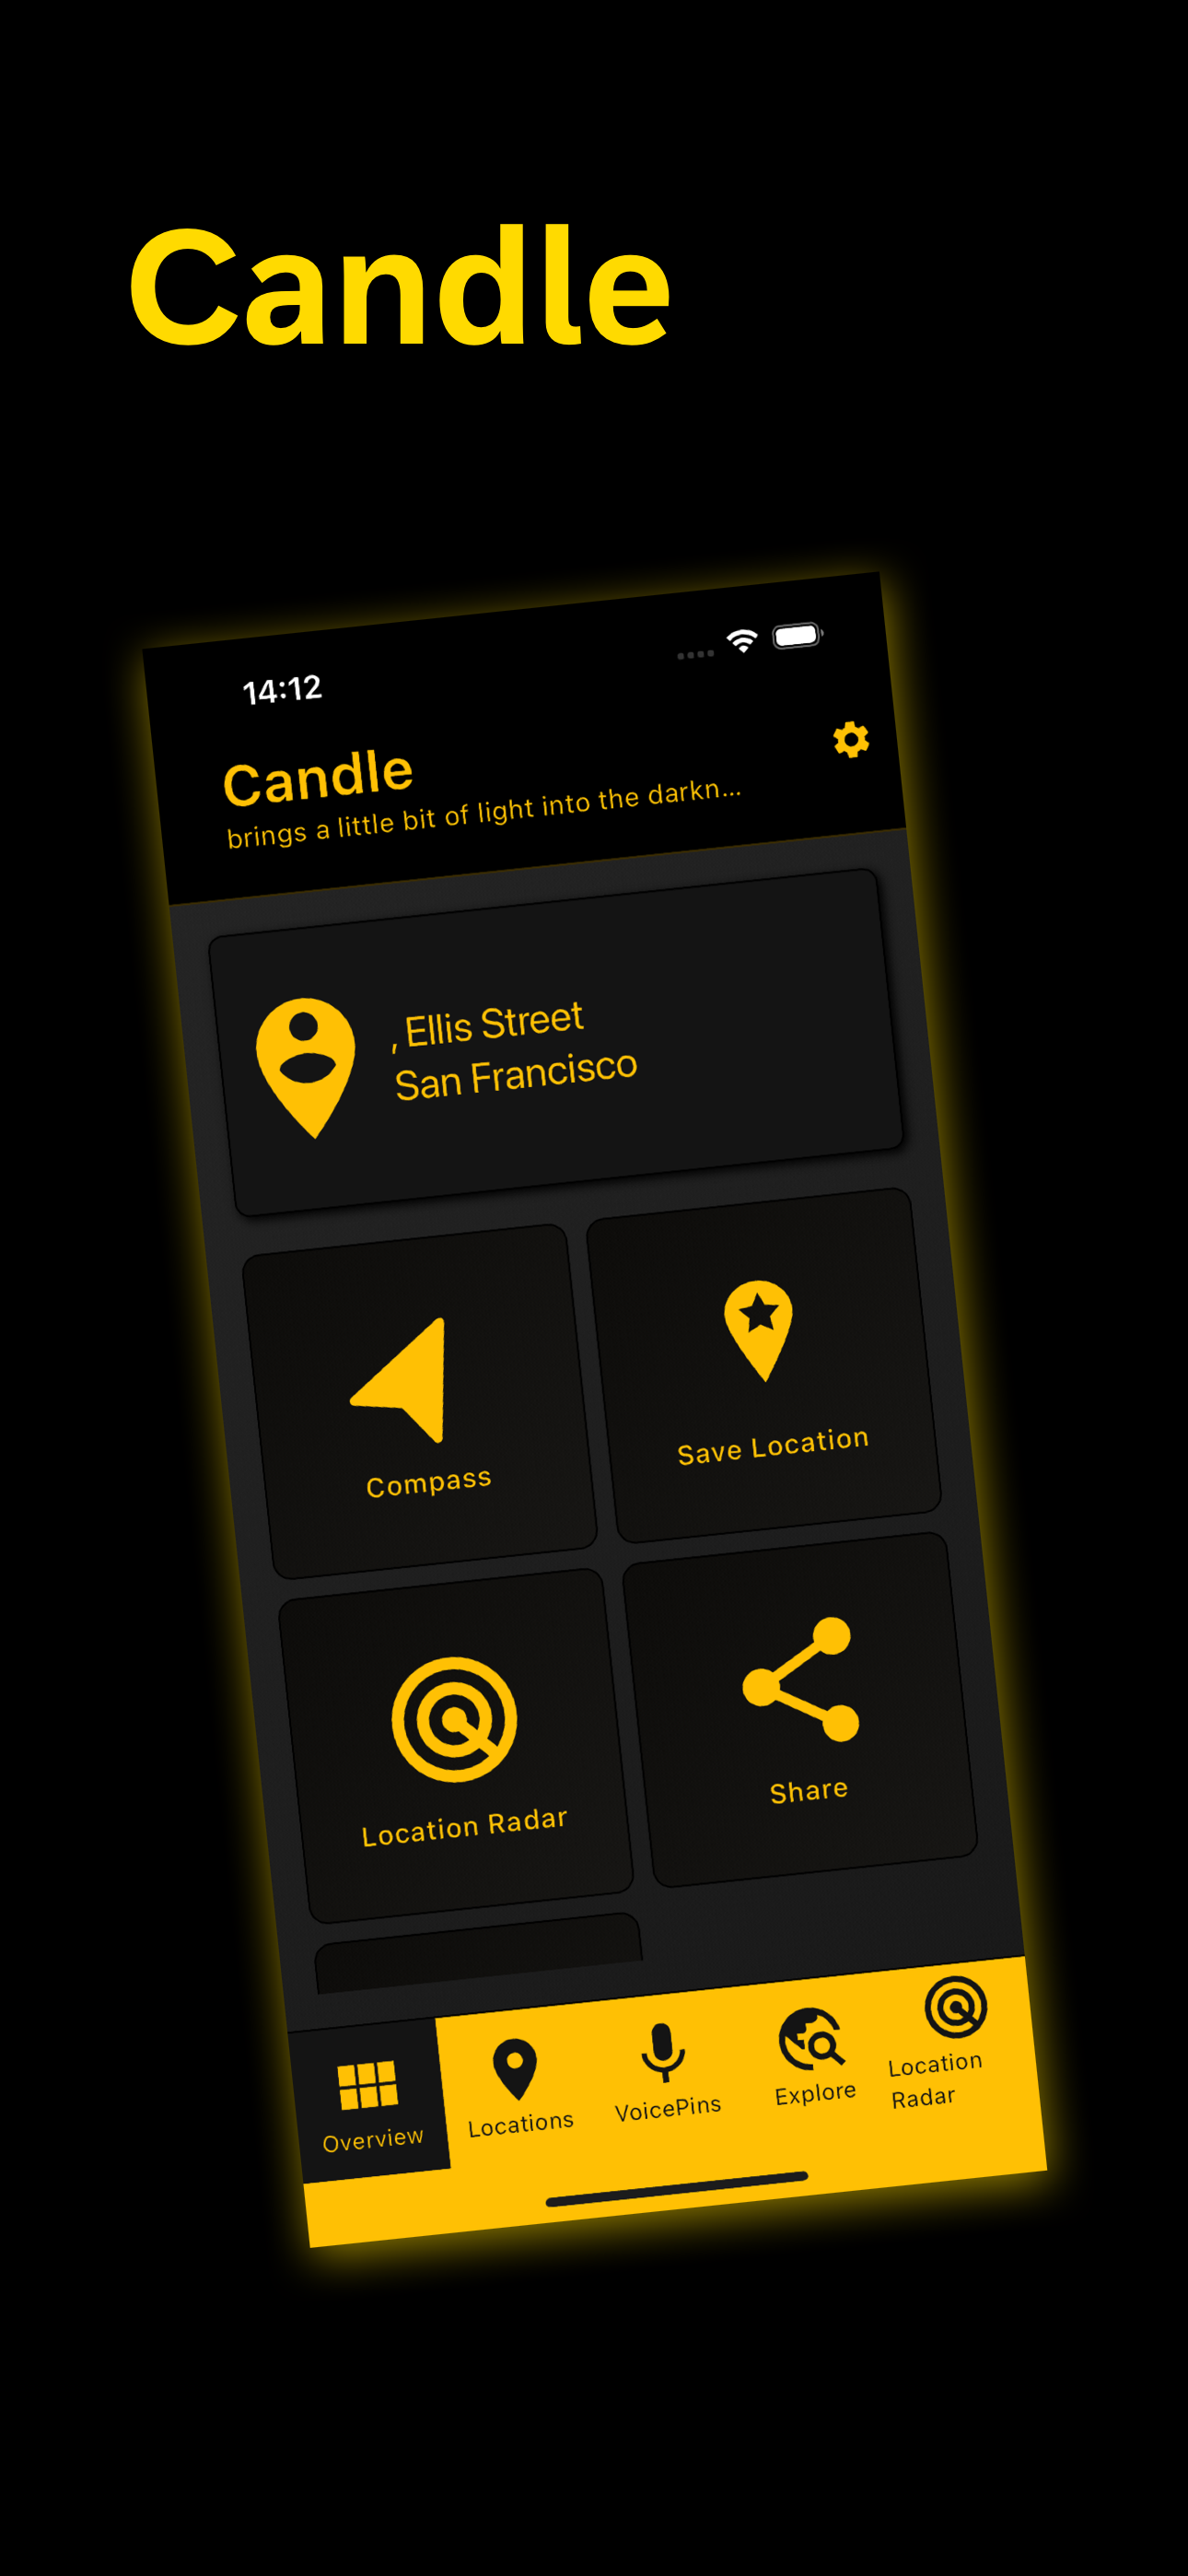 Candle
14:12
Candle
brings a little bit of light into the darkn...
, Ellis Street
San Francisco
Compass
Save Location
Location Radar
Share
Overview
Locations
VoicePins
Explore
Location
Radar